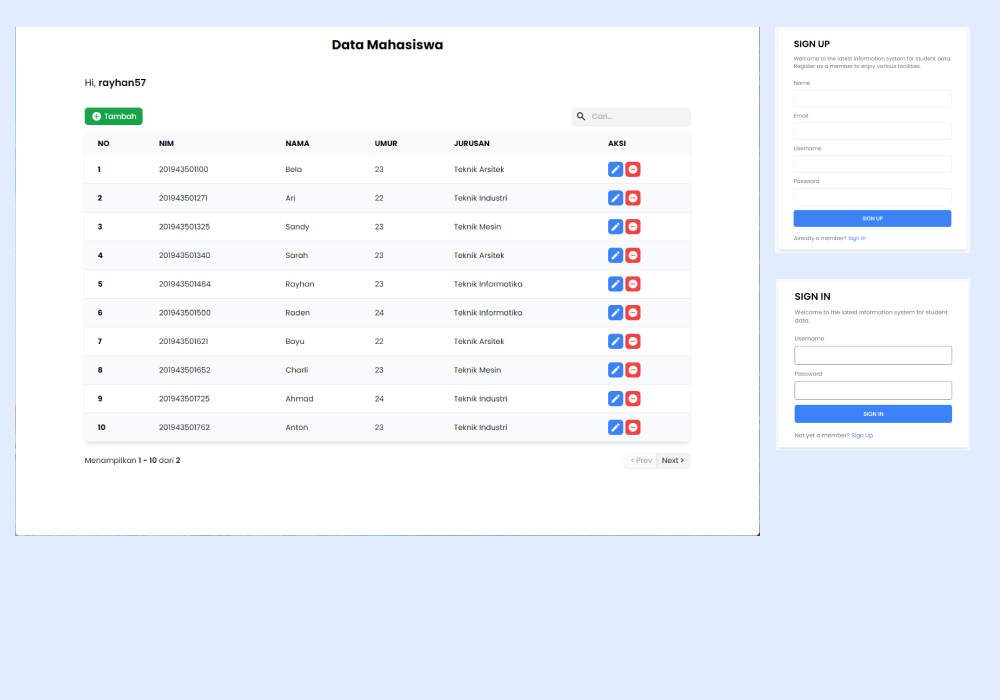 Data Mahasiswa
Hi, rayhan57
Tambah
Cari...
NO NIM NAMA UMUR JURUSAN AKSI
1 201943501100 Bela 23 Teknik Arsitek
2 201943501271 Ari 22 Teknik Industri
3 201943501325 Sandy 23 Teknik Mesin
4 201943501340 Sarah 23 Teknik Arsitek
5 201943501484 Rayhan 23 Teknik Informatika
6 201943501500 Raden 24 Teknik Informatika
7 201943501621 Bayu 22 Teknik Arsitek
8 201943501652 Charli 23 Teknik Mesin
9 201943501725 Ahmad 24 Teknik Industri
10 201943501762 Anton 23 Teknik Industri
Menampilkan 1 - 10 dari 2
< Prev Next >
SIGN UP
Welcome to the latest information system for student data.
Register as a member to enjoy various facilities.
Name
Email
Username
Password
SIGN UP
Already a member? Sign In
SIGN IN
Welcome to the latest information system for student
data.
Username
Password
SIGN IN
Not yet a member? Sign Up